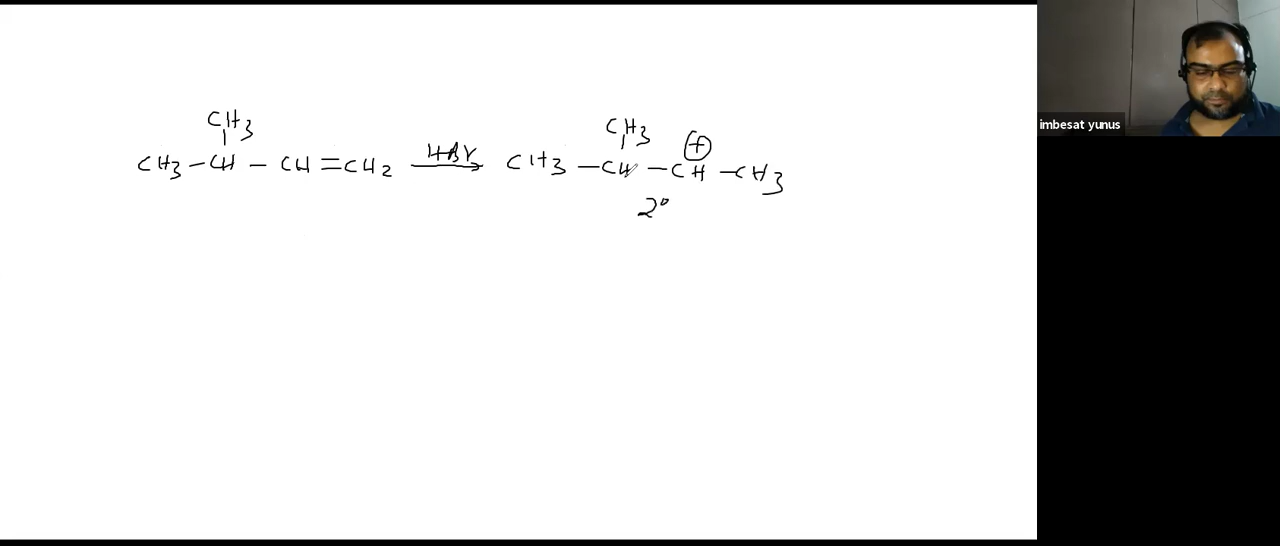 CH3 CH3
CH3 - CH - CH = CH2 HBr → CH3 - CH - CH - CH3
+
2°
imbesat yunus